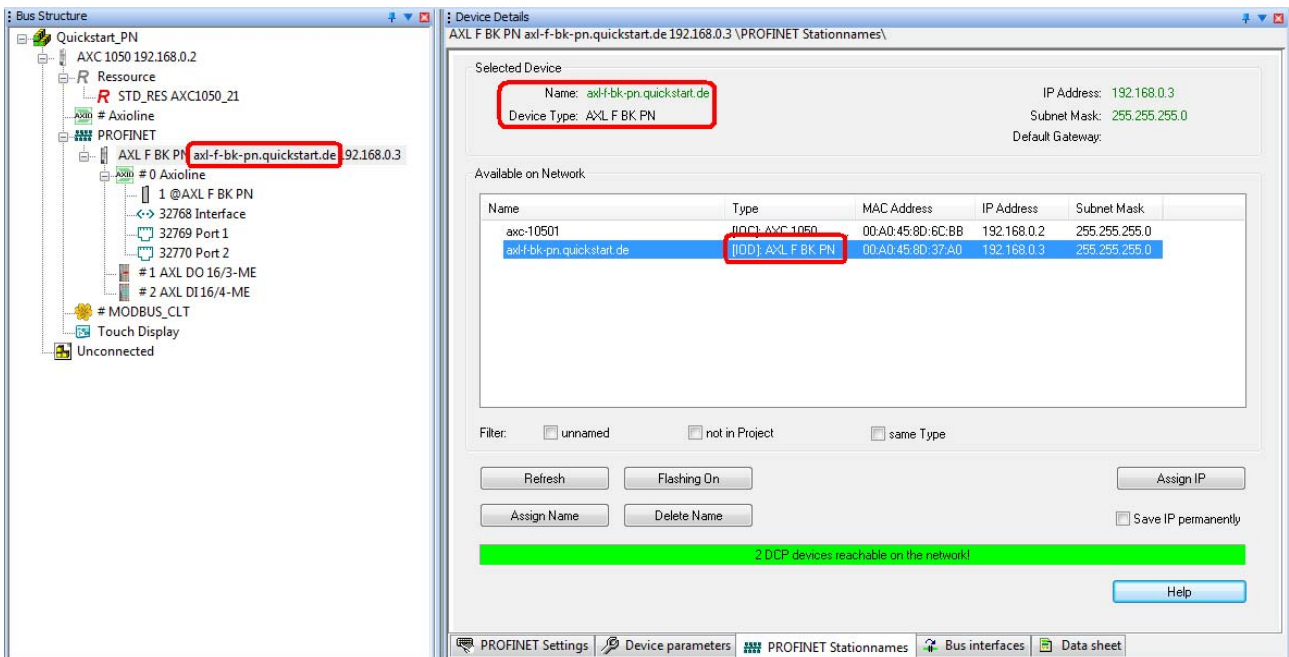 Bus Structure
Quickstart_PN
AXC 1050 192.168.0.2
R Ressource
R STD_RES AXC1050_21
AXIO # Axioline
PROFINET
AXL F BK PN axl-f-bk-pn.quickstart.de 192.168.0.3
AXIO # 0 Axioline
1 @AXL F BK PN
32768 Interface
32769 Port 1
32770 Port 2
# 1 AXL DO 16/3-ME
# 2 AXL DI 16/4-ME
# MODBUS_CLT
Touch Display
Unconnected
Device Details
AXL F BK PN axl-f-bk-pn.quickstart.de 192.168.0.3 \PROFINET Stationnames\
Selected Device
Name: axl-f-bk-pn.quickstart.de IP Address: 192.168.0.3
Device Type: AXL F BK PN Subnet Mask: 255.255.255.0
Default Gateway:
Available on Network
Name Type MAC Address IP Address Subnet Mask
axc-10501 [IOC]: AXC 1050 00:A0:45:8D:6C:BB 192.168.0.2 255.255.255.0
axl-f-bk-pn.quickstart.de [IOD]: AXL F BK PN 00:A0:45:8D:37:A0 192.168.0.3 255.255.255.0
Filter: unnamed not in Project same Type
Refresh Flashing On Assign IP
Assign Name Delete Name Save IP permanently
2 DCP devices reachable on the network!
Help
PROFINET Settings Device parameters PROFINET Stationnames Bus interfaces Data sheet